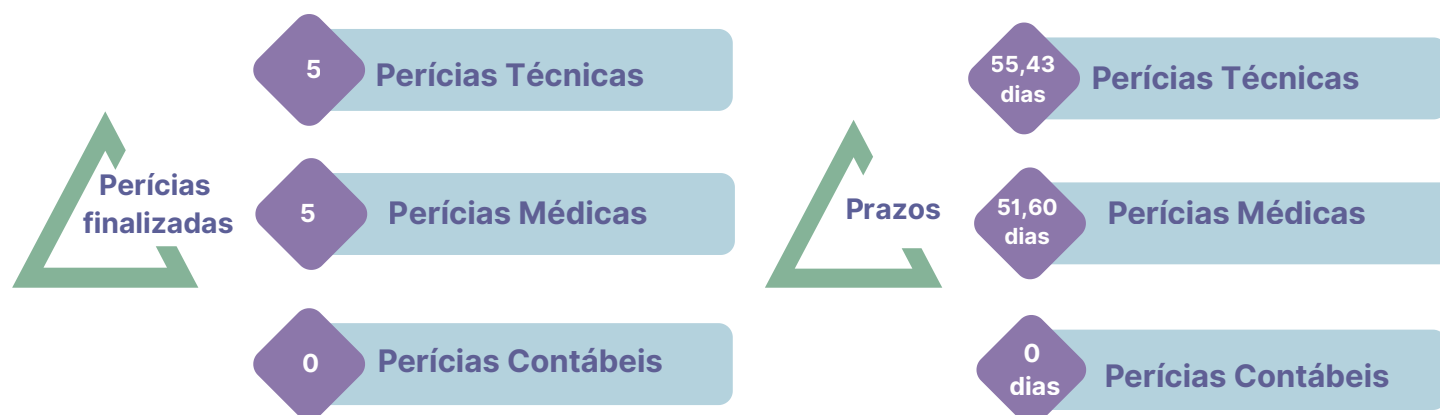 Perícias
finalizadas
5
Perícias Técnicas
5
Perícias Médicas
0
Perícias Contábeis
Prazos
55,43
dias
Perícias Técnicas
51,60
dias
Perícias Médicas
0
dias
Perícias Contábeis